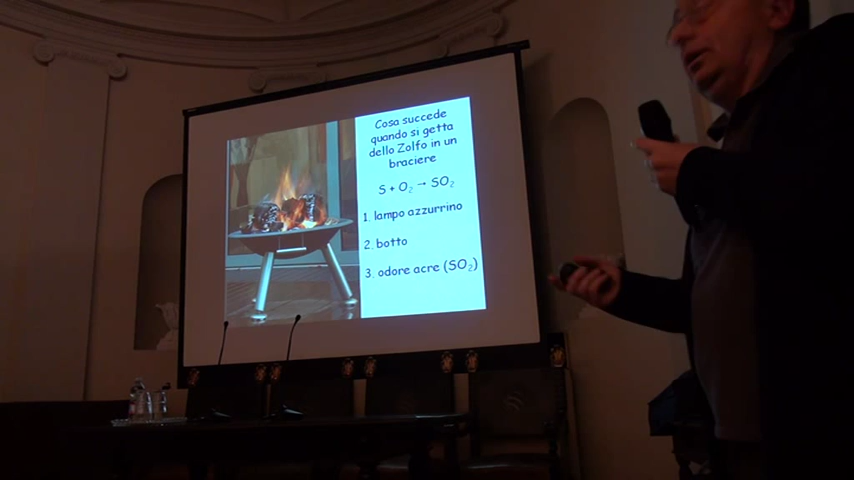 Cosa succede
quando si getta
dello Zolfo in un
braciere
S + O₂ → SO₂
1. lampo azzurrino
2. botto
3. odore acre (SO₂)